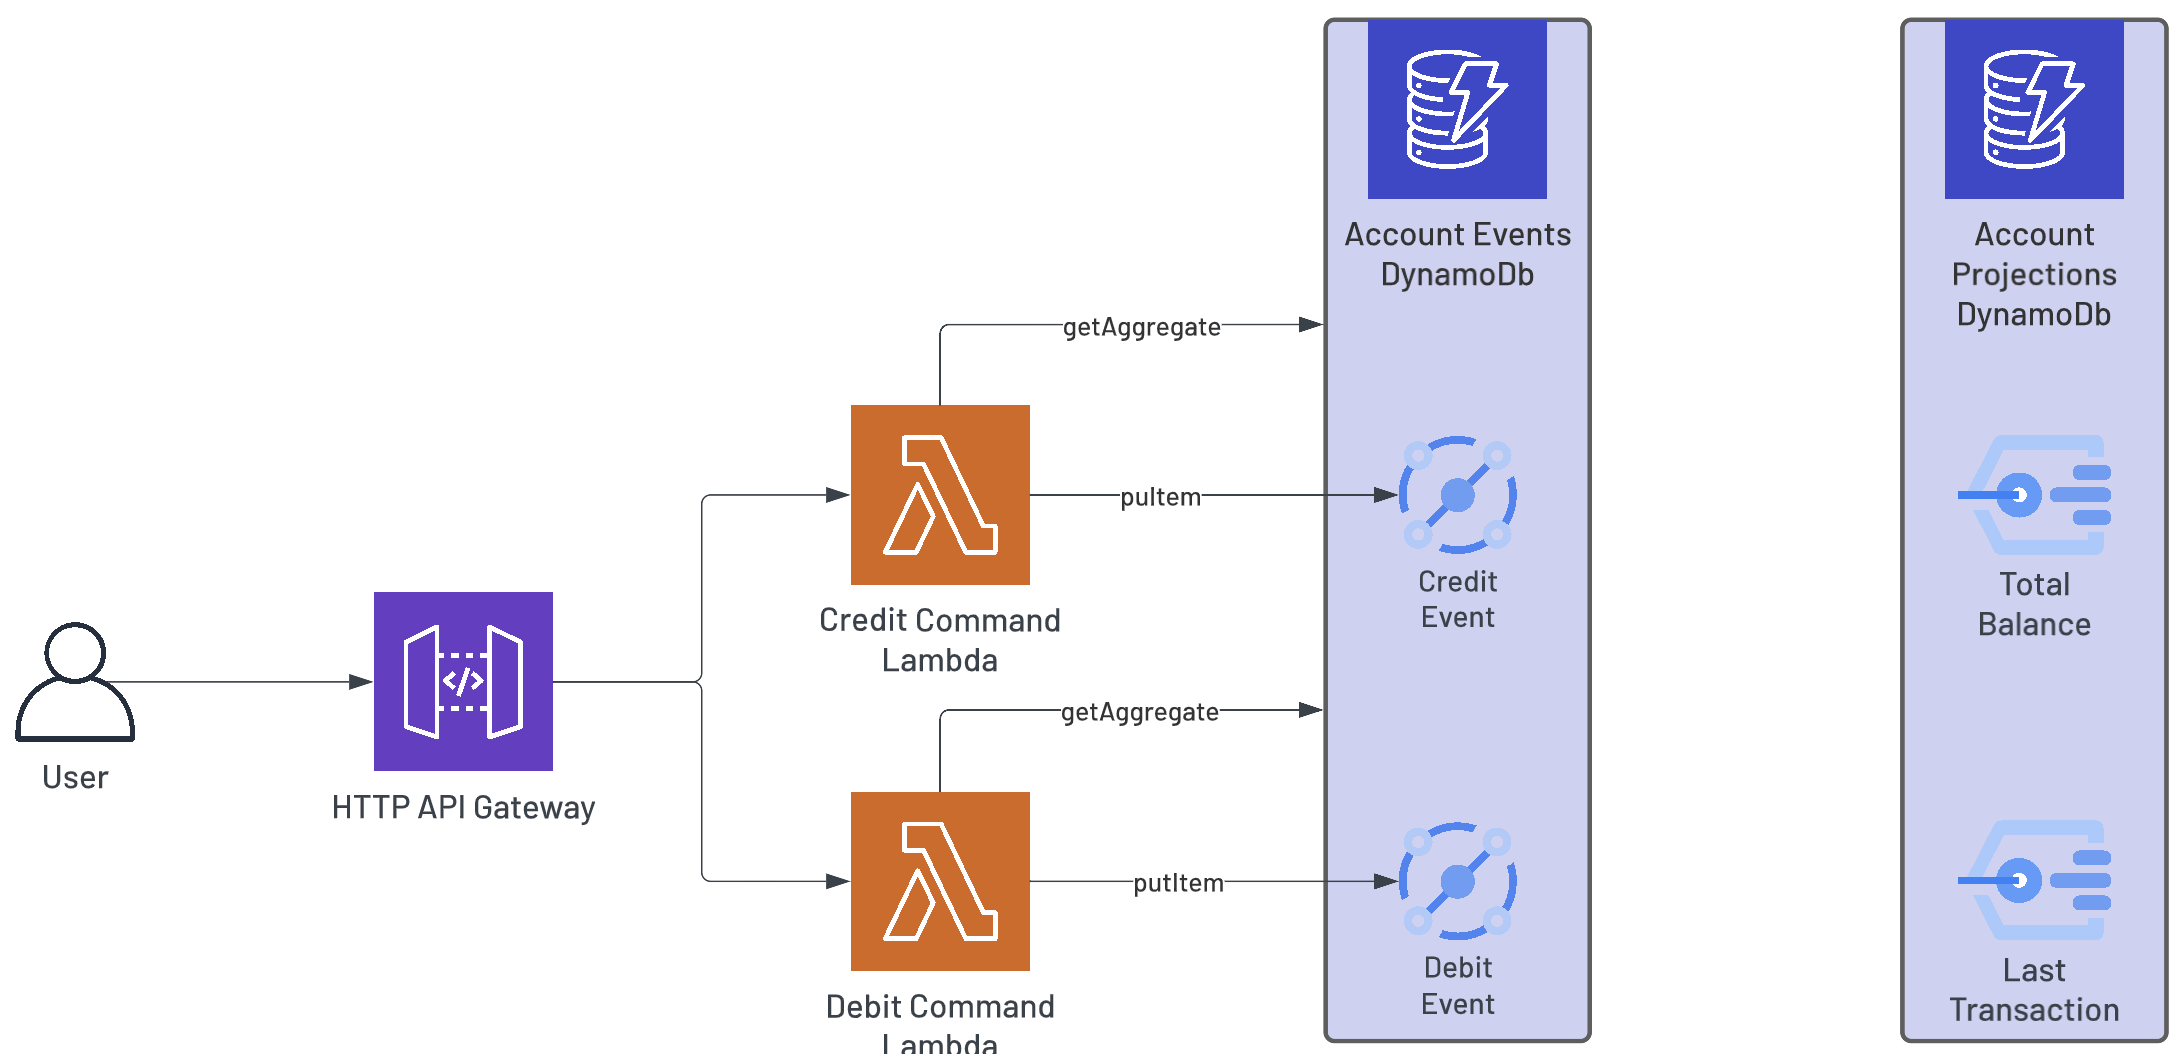 Account Events
DynamoDb
Account
Projections
DynamoDb
getAggregate
puItem
Credit
Event
Total
Balance
Credit Command
Lambda
getAggregate
User
HTTP API Gateway
</>
putItem
Debit
Event
Last
Transaction
Debit Command
Lambda